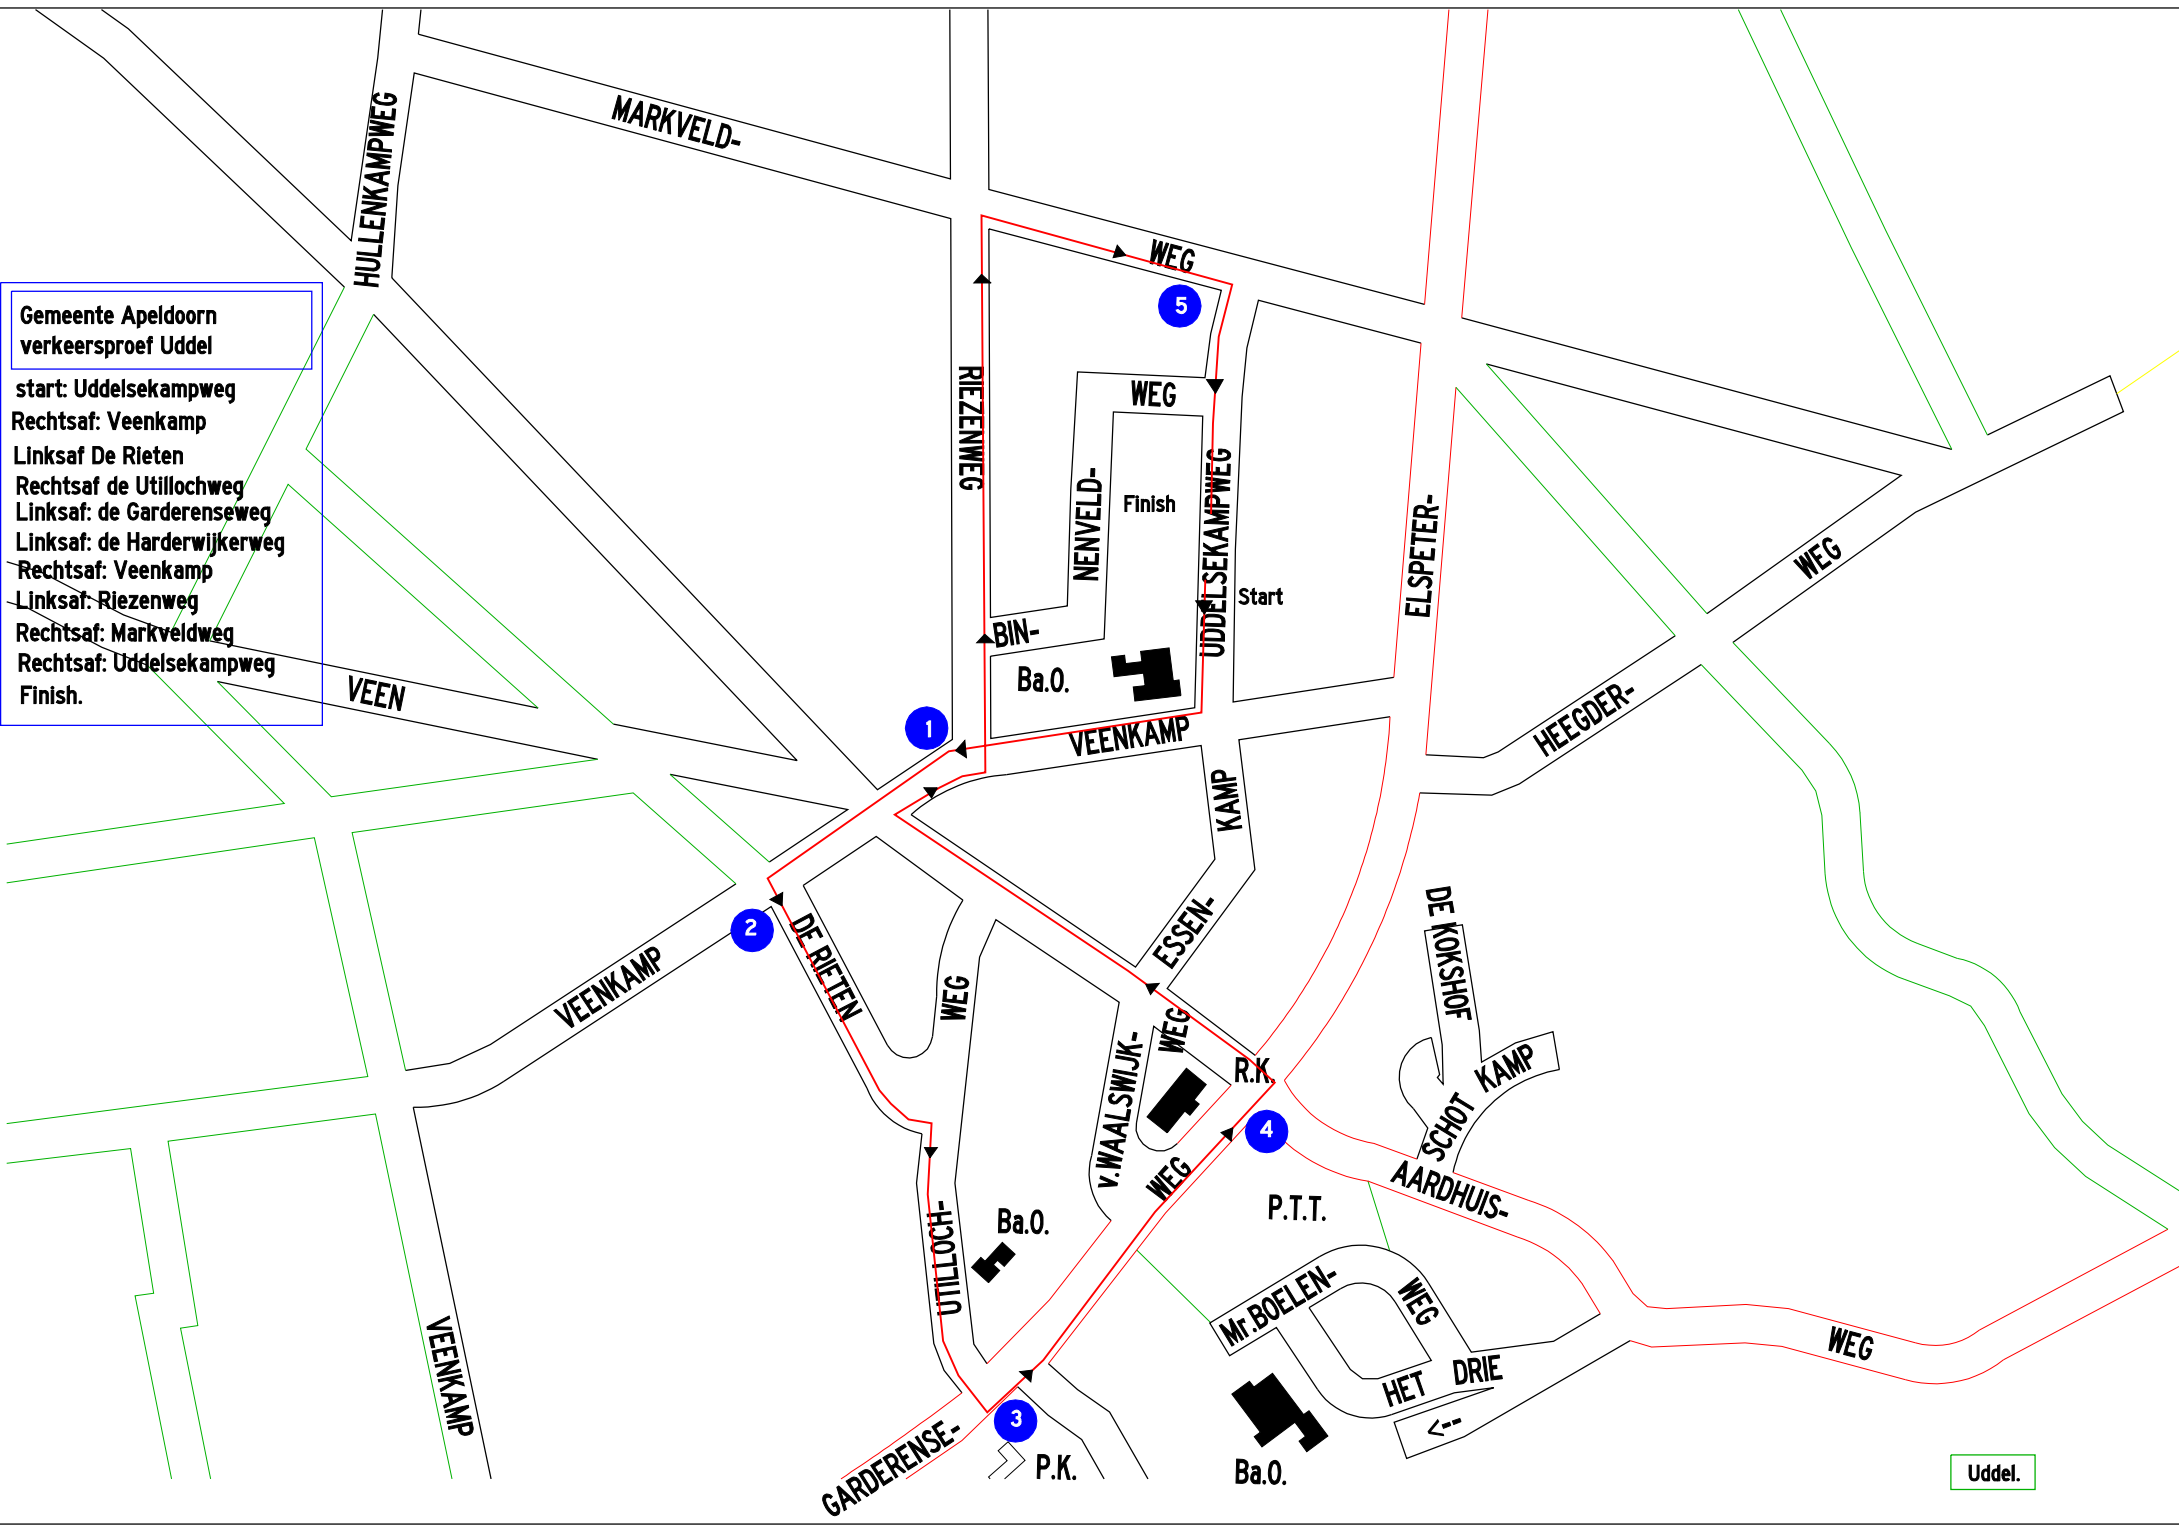 HULLENKAMPWEG
MARKVELD-
WEG
5
Gemeente Apeldoorn
verkeersproef Uddel
start: Uddelsekampweg
Rechtsaf: Veenkamp
Linksaf De Rieten
Rechtsaf de Utillochweg
Linksaf: de Garderenseweg
Linksaf: de Harderwijkerweg
Rechtsaf: Veenkamp
Linksaf: Riezenweg
Rechtsaf: Markveldweg
Rechtsaf: Uddelsekampweg
Finish.
RIEZENWEG
WEG
NENVELD-
BIN-
Finish
UDDELSEKAMPWEG
Start
ELSPETER-
WEG
HEEGDER-
Ba.O.
VEEN
1
VEENKAMP
KAMP
ESSEN-
2
DE RIETEN
VEENKAMP
WEG
v.WAALSWIJK-
WEG
R.K.
4
DE KOKSHOF
KAMP
SCHOT
AARDHUIS-
WEG
WEG
P.T.T.
UTILLOCH-
Ba.O.
Mr.BOELEN-
WEG
HET
DRIE
<--
VEENKAMP
3
GARDERENSE-
P.K.
Ba.O.
Uddel.